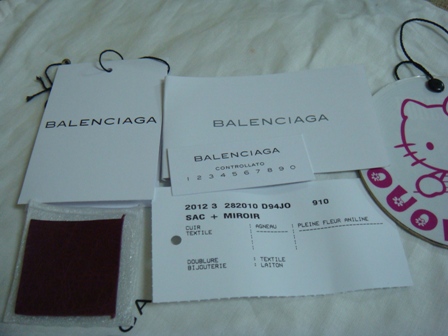 BALENCIAGA
BALENCIAGA
BALENCIAGA
CONTROLLATO
1 2 3 4 5 6 7 8 9 0
2012 3 282010 D94JO 910
SAC + MIROIR
CUIR : AGNEAU : PLEINE FLEUR ANILINE
TEXTILE
DOUBLURE : TEXTILE
BIJOUTERIE : LAITON